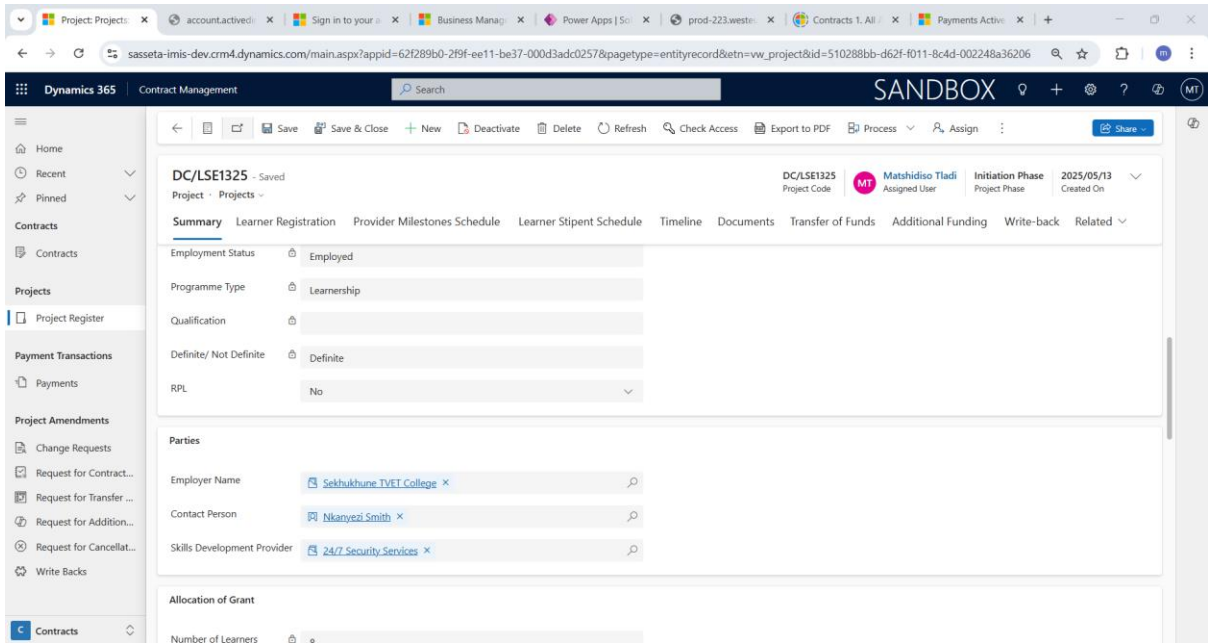 Project: Projects:
account.activedi
Sign in to your a
Business Manag
Power Apps | Sol
prod-223.weste
Contracts 1. All
Payments Active
sasseta-imis-dev.crm4.dynamics.com/main.aspx?appid=62f289b0-2f9f-ee11-be37-000d3adc0257&pagetype=entityrecord&etn=vw_project&id=510288bb-d62f-f011-8c4d-002248a36206
m
Dynamics 365
Contract Management
Search
SANDBOX
MT
Save
Save & Close
New
Deactivate
Delete
Refresh
Check Access
Export to PDF
Process
Assign
Share
Home
Recent
Pinned
Contracts
Contracts
Projects
Project Register
Payment Transactions
Payments
Project Amendments
Change Requests
Request for Contract...
Request for Transfer ...
Request for Addition...
Request for Cancellat...
Write Backs
C Contracts
DC/LSE1325 - Saved
Project · Projects
DC/LSE1325
Project Code
MT
Matshidiso Tladi
Assigned User
Initiation Phase
Project Phase
2025/05/13
Created On
Summary Learner Registration Provider Milestones Schedule Learner Stipent Schedule Timeline Documents Transfer of Funds Additional Funding Write-back Related
Employment Status Employed
Programme Type Learnership
Qualification
Definite/ Not Definite Definite
RPL No
Parties
Employer Name Sekhukhune TVET College
Contact Person Nkanyezi Smith
Skills Development Provider 24/7 Security Services
Allocation of Grant
Number of Learners